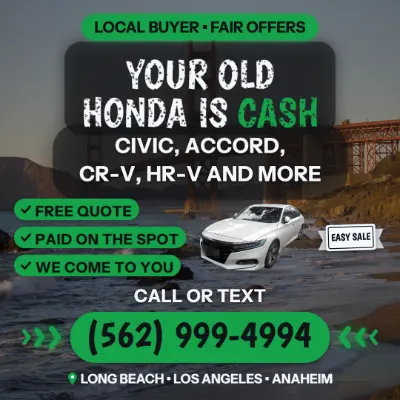 LOCAL BUYER • FAIR OFFERS
YOUR OLD
HONDA IS CASH
CIVIC, ACCORD,
CR-V, HR-V AND MORE
FREE QUOTE
PAID ON THE SPOT
WE COME TO YOU
EASY SALE
CALL OR TEXT
(562) 999-4994
LONG BEACH • LOS ANGELES • ANAHEIM